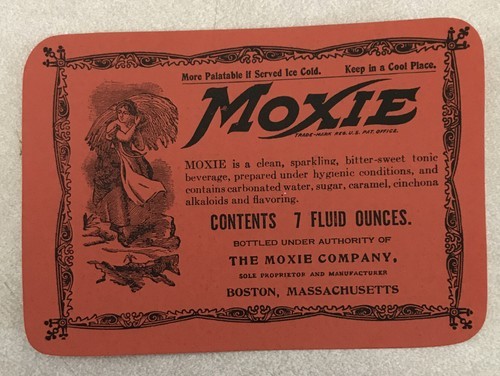 More Palatable if Served Ice Cold. Keep in a Cool Place.
MOXIE
TRADE-MARK REG. U.S. PAT. OFFICE.
MOXIE is a clean, sparkling, bitter-sweet tonic
beverage, prepared under hygienic conditions, and
contains carbonated water, sugar, caramel, cinchona
alkaloids and flavoring.
CONTENTS 7 FLUID OUNCES.
BOTTLED UNDER AUTHORITY OF
THE MOXIE COMPANY,
SOLE PROPRIETOR AND MANUFACTURER
BOSTON, MASSACHUSETTS